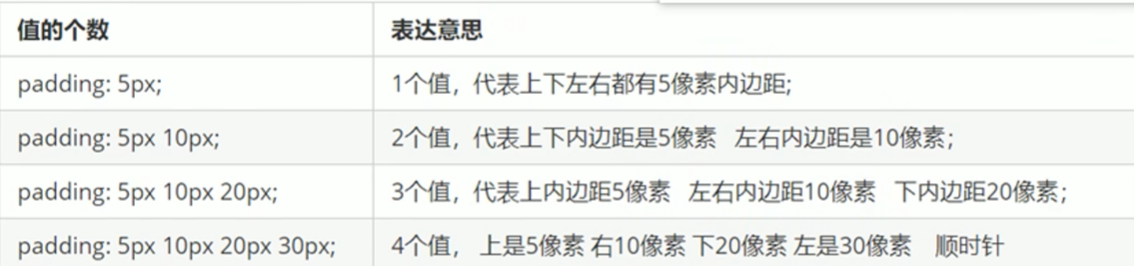 值的个数 表达意思
padding: 5px; 1个值，代表上下左右都有5像素内边距;
padding: 5px 10px; 2个值，代表上下内边距是5像素 左右内边距是10像素;
padding: 5px 10px 20px; 3个值，代表上内边距5像素 左右内边距10像素 下内边距20像素;
padding: 5px 10px 20px 30px; 4个值， 上是5像素 右10像素 下20像素 左是30像素 顺时针